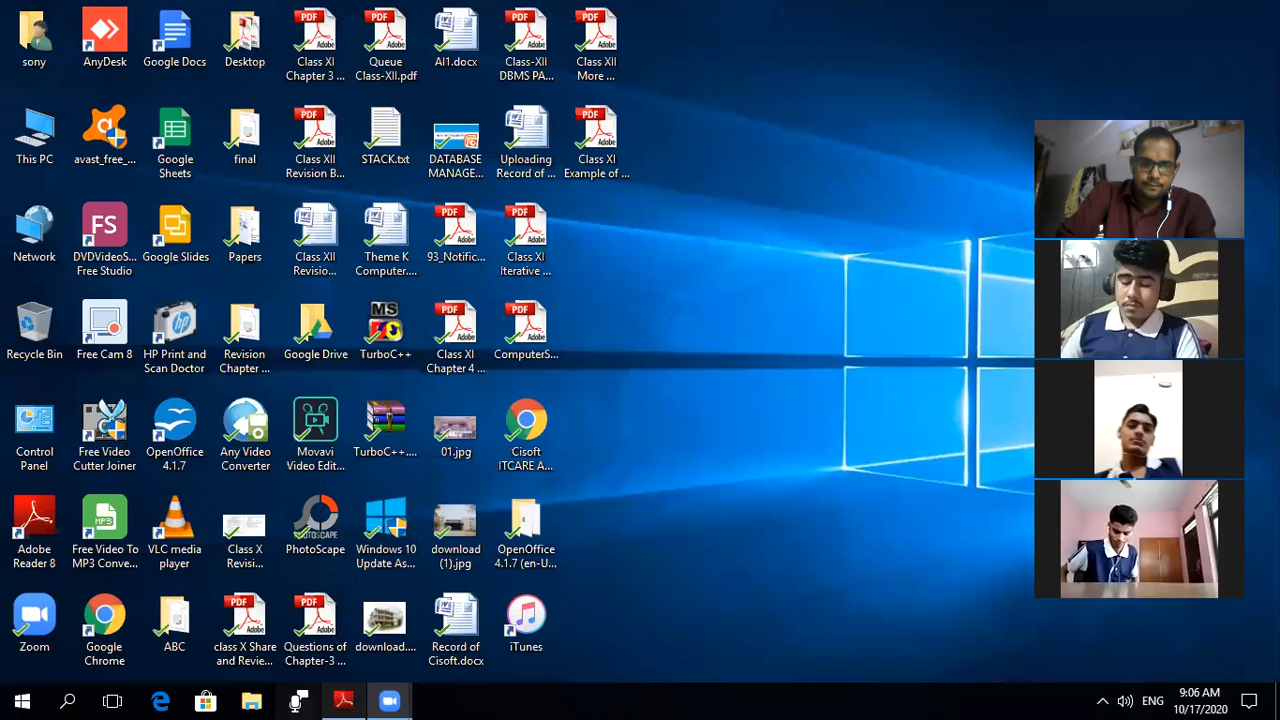 sony
AnyDesk
Google Docs
Desktop
Class XI
Chapter 3 ...
Queue
Class-XII.pdf
AI1.docx
Class-XII
DBMS PA...
Class XII
More ...
This PC
avast_free_...
Google
Sheets
final
Class XII
Revision B...
STACK.txt
DATABASE
MANAGE...
Uploading
Record of ...
Class XI
Example of ...
Network
DVDVideoS...
Free Studio
Google Slides
Papers
Class XII
Revisio...
Theme K
Computer....
93_Notific...
Class XI
Iterative ...
Recycle Bin
Free Cam 8
HP Print and
Scan Doctor
Revision
Chapter ...
Google Drive
TurboC++
Class XI
Chapter 4 ...
ComputerS...
Control
Panel
Free Video
Cutter Joiner
OpenOffice
4.1.7
Any Video
Converter
Movavi
Video Edit...
TurboC++....
01.jpg
Cisoft
ITCARE A...
Adobe
Reader 8
Free Video To
MP3 Conve...
VLC media
player
Class X
Revisi...
PhotoScape
Windows 10
Update As...
download
(1).jpg
OpenOffice
4.1.7 (en-U...
Zoom
Google
Chrome
ABC
class X Share
and Revie...
Questions of
Chapter-3 ...
download....
Record of
Cisoft.docx
iTunes
ENG
9:06 AM
10/17/2020